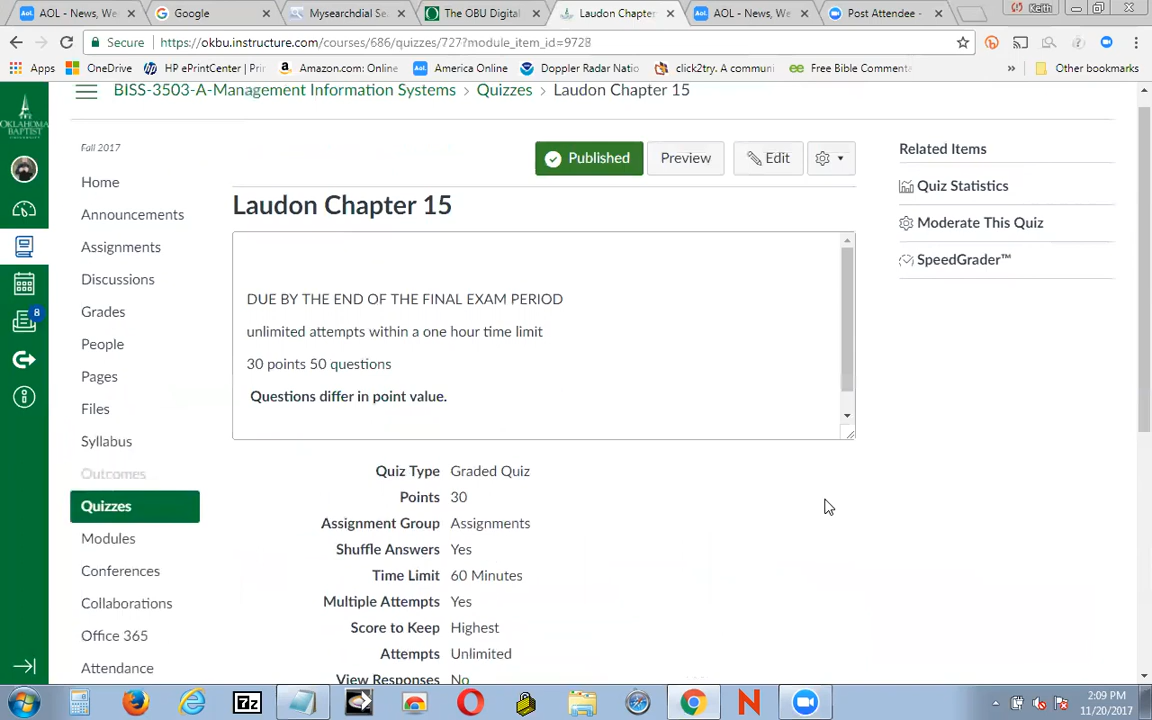 AOL - News, We
Google
Mysearchdial Se
The OBU Digital
Laudon Chapter
AOL - News, We
Post Attendee -
Keith
Secure
https://okbu.instructure.com/courses/686/quizzes/727?module_item_id=9728
Apps
OneDrive
HP ePrintCenter | Prin
Amazon.com: Online
America Online
Doppler Radar Natio
click2try. A communi
Free Bible Comment
»
Other bookmarks
OKLAHOMA
BAPTIST
BISS-3503-A-Management Information Systems > Quizzes > Laudon Chapter 15
Fall 2017
Home
Announcements
Assignments
Discussions
Grades
8
People
Pages
Files
Syllabus
Outcomes
Quizzes
Modules
Conferences
Collaborations
Office 365
Attendance
Published
Preview
Edit
Laudon Chapter 15
DUE BY THE END OF THE FINAL EXAM PERIOD
unlimited attempts within a one hour time limit
30 points 50 questions
Questions differ in point value.
Quiz Type Graded Quiz
Points 30
Assignment Group Assignments
Shuffle Answers Yes
Time Limit 60 Minutes
Multiple Attempts Yes
Score to Keep Highest
Attempts Unlimited
View Responses No
Related Items
Quiz Statistics
Moderate This Quiz
SpeedGrader™
7z
N
2:09 PM
11/20/2017